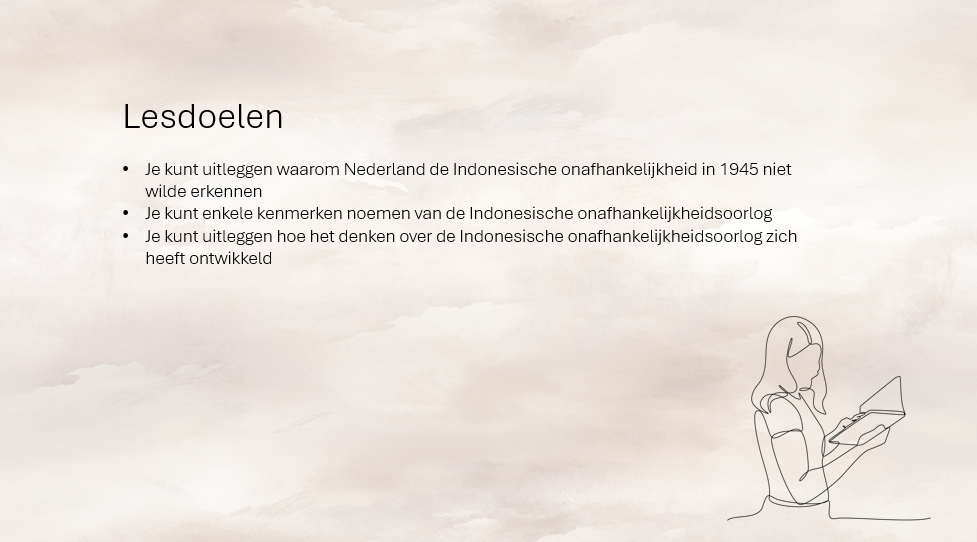 Lesdoelen
• Je kunt uitleggen waarom Nederland de Indonesische onafhankelijkheid in 1945 niet
wilde erkennen
• Je kunt enkele kenmerken noemen van de Indonesische onafhankelijkheidsoorlog
• Je kunt uitleggen hoe het denken over de Indonesische onafhankelijkheidsoorlog zich
heeft ontwikkeld